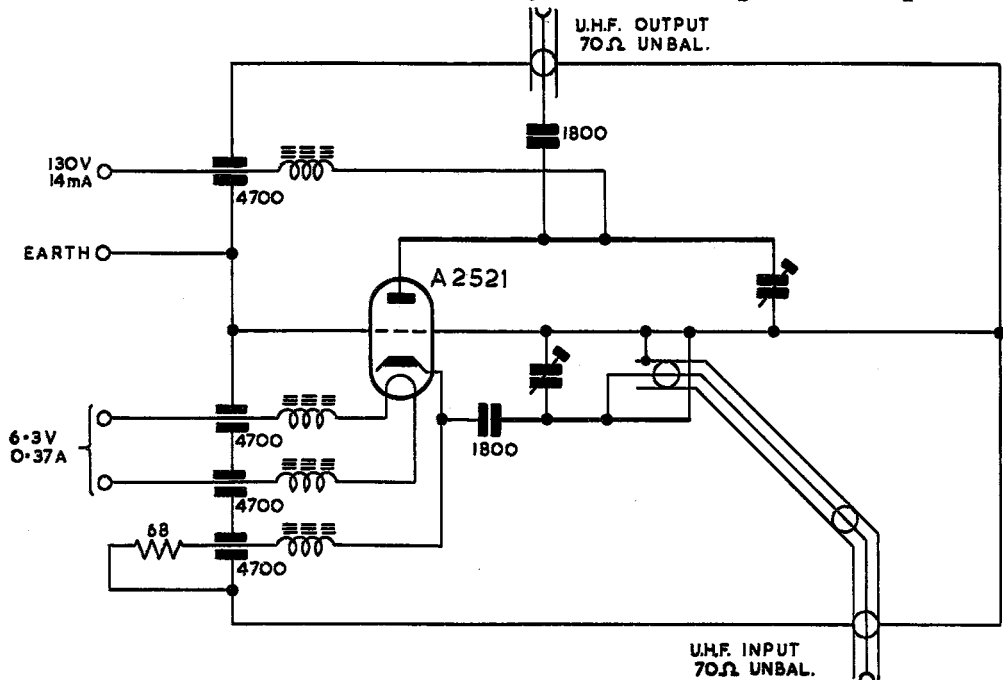 U.H.F. OUTPUT
70Ω UNBAL.
1800
130V
14mA
4700
EARTH
A2521
6·3V
0·37A
4700
1800
4700
68
4700
U.H.F. INPUT
70Ω UNBAL.